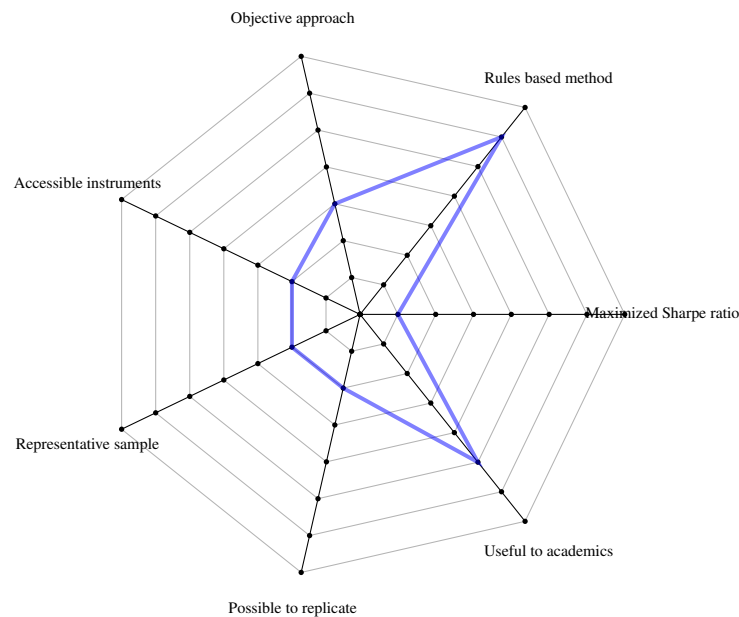 Objective approach
Rules based method
Accessible instruments
Maximized Sharpe ratio
Representative sample
Useful to academics
Possible to replicate